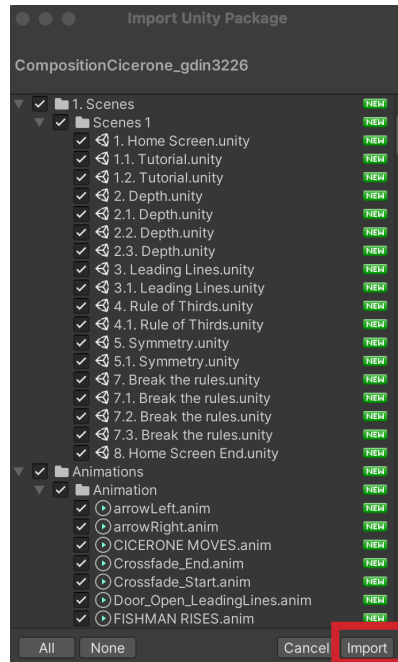 Import Unity Package
CompositionCicerone_gdin3226
1. Scenes NEW
Scenes 1 NEW
1. Home Screen.unity NEW
1.1. Tutorial.unity NEW
1.2. Tutorial.unity NEW
2. Depth.unity NEW
2.1. Depth.unity NEW
2.2. Depth.unity NEW
2.3. Depth.unity NEW
3. Leading Lines.unity NEW
3.1. Leading Lines.unity NEW
4. Rule of Thirds.unity NEW
4.1. Rule of Thirds.unity NEW
5. Symmetry.unity NEW
5.1. Symmetry.unity NEW
7. Break the rules.unity NEW
7.1. Break the rules.unity NEW
7.2. Break the rules.unity NEW
7.3. Break the rules.unity NEW
8. Home Screen End.unity NEW
Animations NEW
Animation NEW
arrowLeft.anim NEW
arrowRight.anim NEW
CICERONE MOVES.anim NEW
Crossfade_End.anim NEW
Crossfade_Start.anim NEW
Door_Open_LeadingLines.anim NEW
FISHMAN RISES.anim NEW
All None Cancel Import